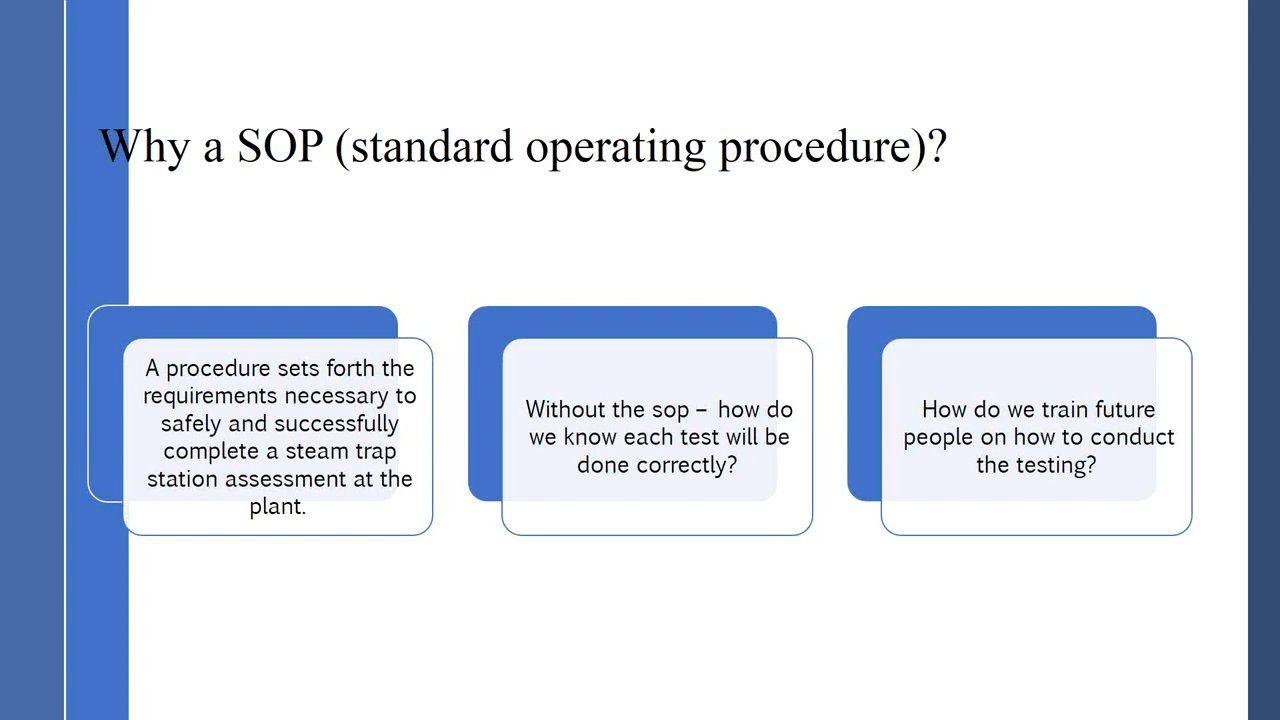 Why a SOP (standard operating procedure)?
A procedure sets forth the
requirements necessary to
safely and successfully
complete a steam trap
station assessment at the
plant.
Without the sop – how do
we know each test will be
done correctly?
How do we train future
people on how to conduct
the testing?